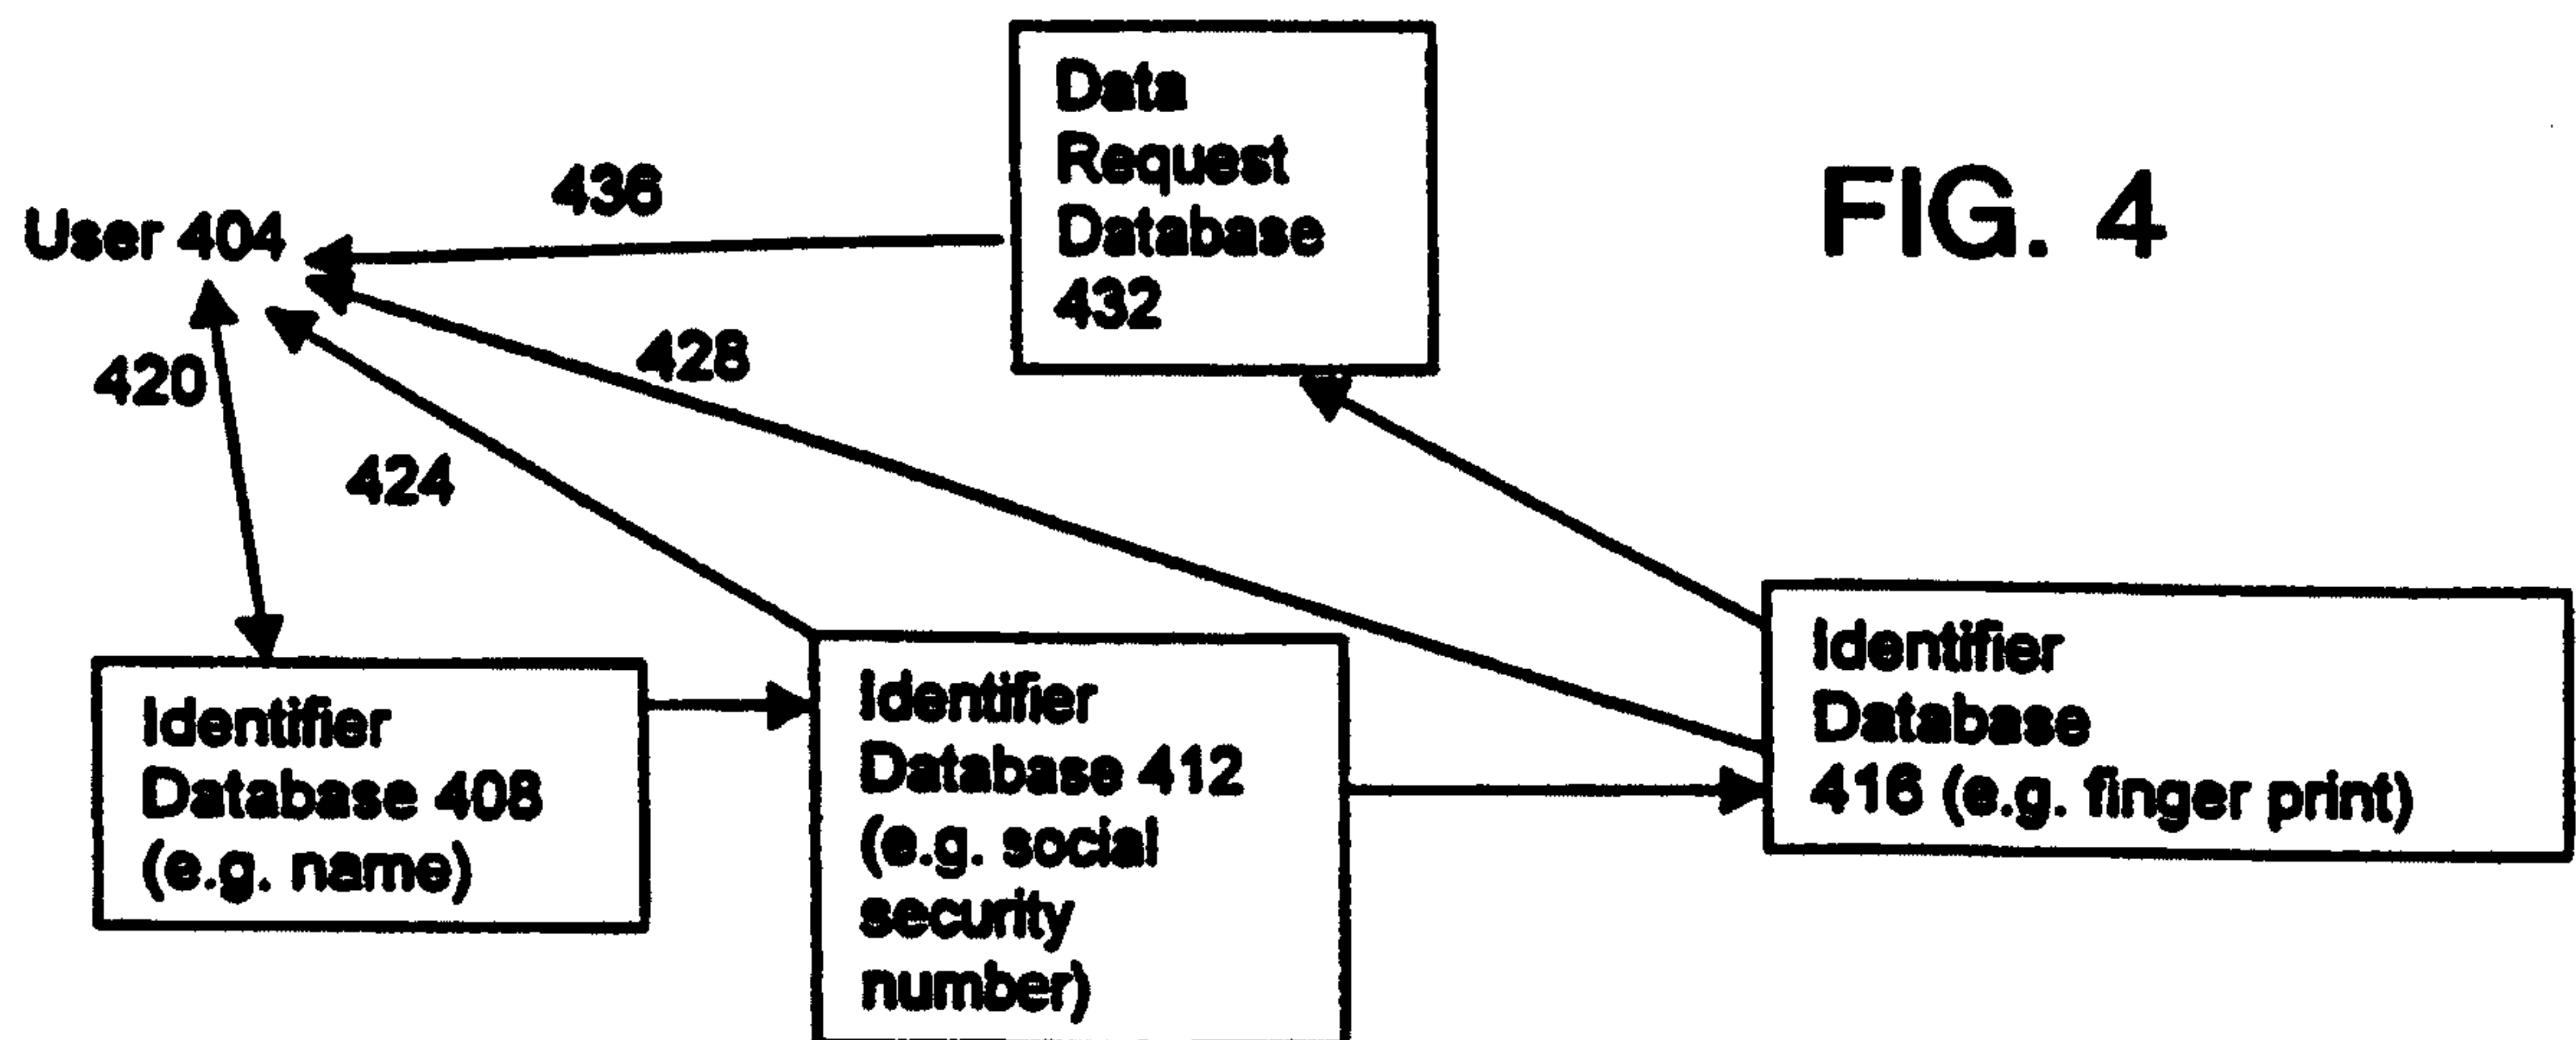 Data
Request
Database
432
FIG. 4
User 404
436
428
420
424
Identifier
Database 408
(e.g. name)
Identifier
Database 412
(e.g. social
security
number)
Identifier
Database
416 (e.g. finger print)